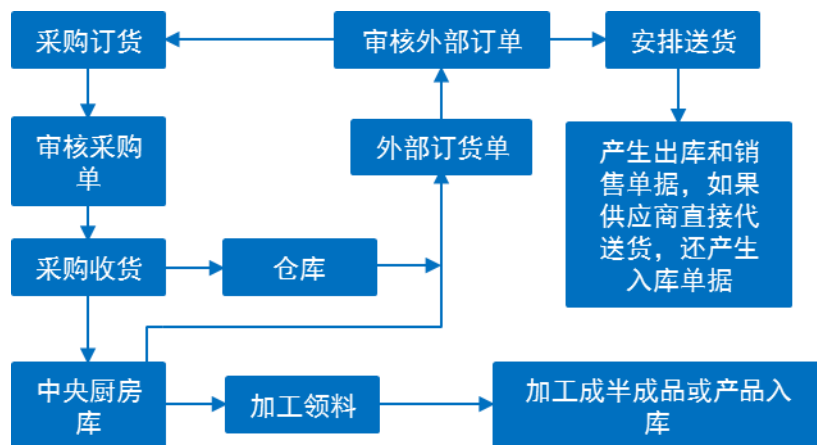 采购订货
审核外部订单
安排送货
审核采购
单
外部订货单
产生出库和销
售单据，如果
供应商直接代
送货，还产生
入库单据
采购收货
仓库
中央厨房
库
加工领料
加工成半成品或产品入
库